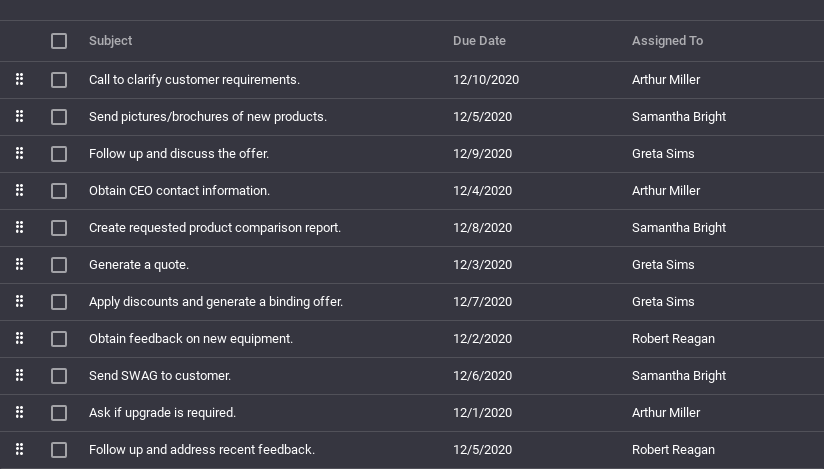 Subject Due Date Assigned To
Call to clarify customer requirements. 12/10/2020 Arthur Miller
Send pictures/brochures of new products. 12/5/2020 Samantha Bright
Follow up and discuss the offer. 12/9/2020 Greta Sims
Obtain CEO contact information. 12/4/2020 Arthur Miller
Create requested product comparison report. 12/8/2020 Samantha Bright
Generate a quote. 12/3/2020 Greta Sims
Apply discounts and generate a binding offer. 12/7/2020 Greta Sims
Obtain feedback on new equipment. 12/2/2020 Robert Reagan
Send SWAG to customer. 12/6/2020 Samantha Bright
Ask if upgrade is required. 12/1/2020 Arthur Miller
Follow up and address recent feedback. 12/5/2020 Robert Reagan